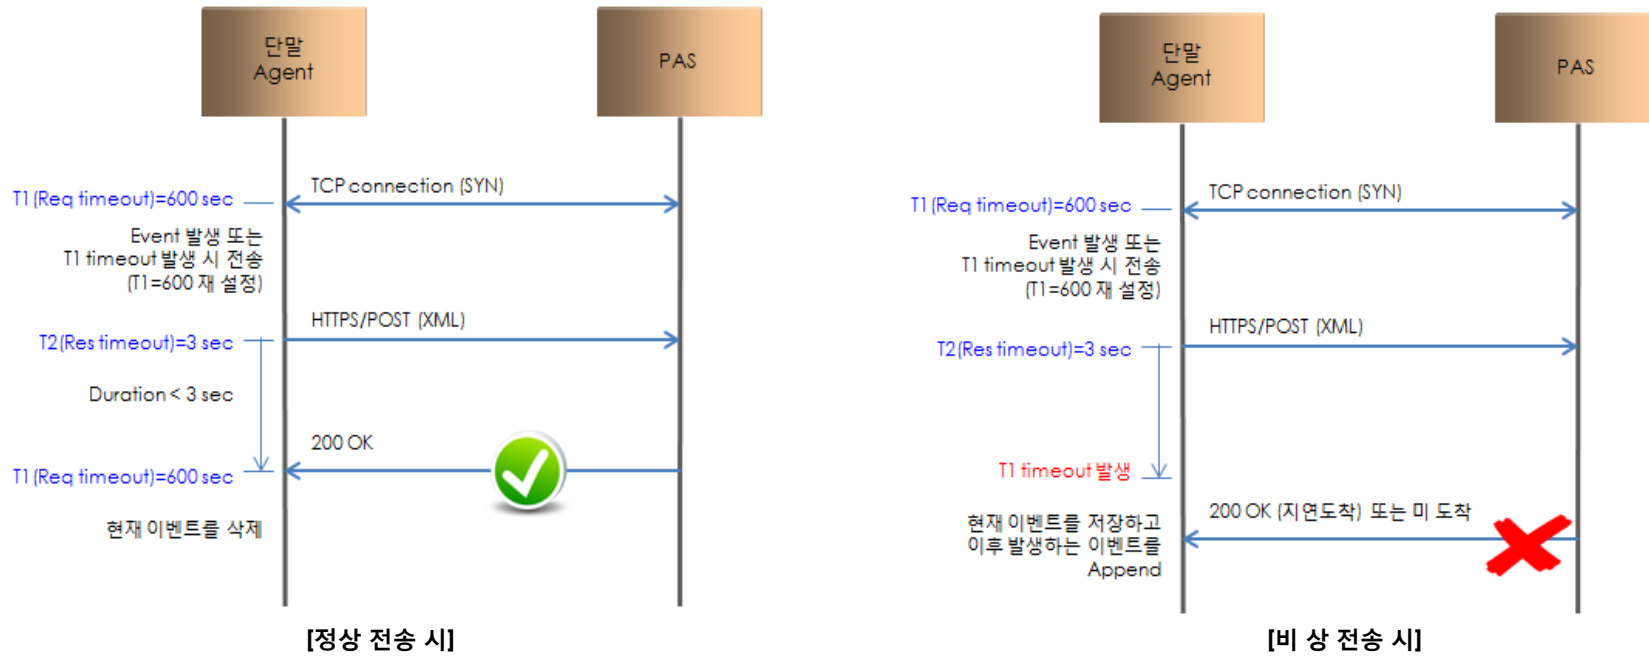 단말
Agent
PAS
TCP connection (SYN)
T1(Req timeout)=600 sec
Event 발생 또는
T1 timeout 발생 시 전송
(T1=600 재 설정)
HTTPS/POST (XML)
T2(Res timeout)=3 sec
Duration < 3 sec
200 OK
T1(Req timeout)=600 sec
현재 이벤트를 삭제
[정상 전송 시]
단말
Agent
PAS
TCP connection (SYN)
T1(Req timeout)=600 sec
Event 발생 또는
T1 timeout 발생 시 전송
(T1=600 재 설정)
HTTPS/POST (XML)
T2(Res timeout)=3 sec
T1 timeout 발생
200 OK (지연도착) 또는 미 도착
현재 이벤트를 저장하고
이후 발생하는 이벤트를
Append
[비 상 전송 시]